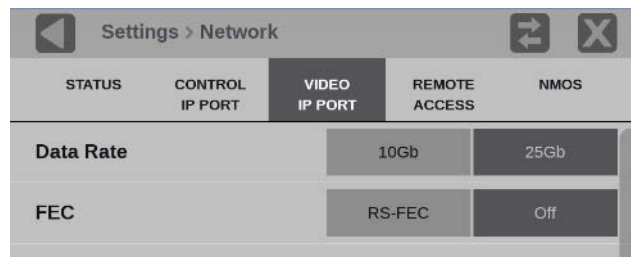 Settings > Network
STATUS CONTROL IP PORT VIDEO IP PORT REMOTE ACCESS NMOS
Data Rate 10Gb 25Gb
FEC RS-FEC Off